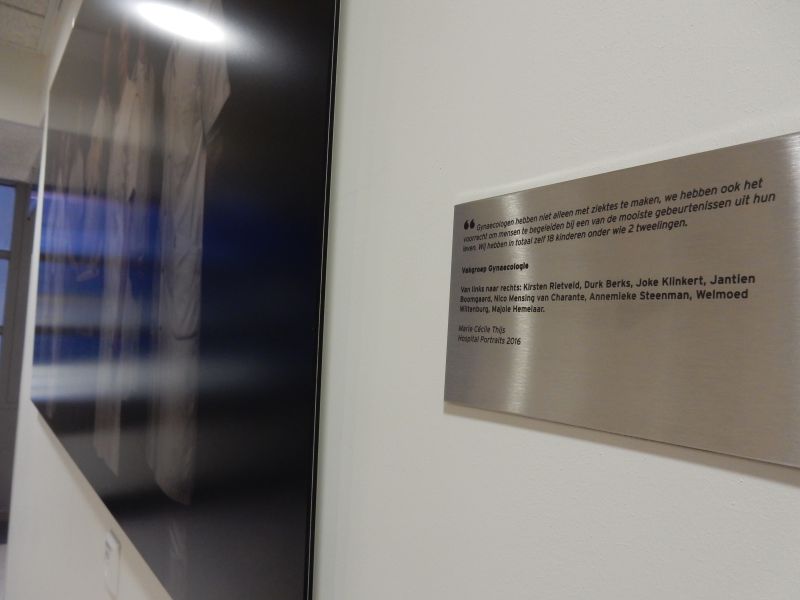 ❝ Gynaecologen hebben niet alleen met ziektes te maken, we hebben ook het
voorracht om mensen te begeleiden bij een van de mooiste gebeurtenissen uit hun
leven. Wij hebben in totaal zelf 18 kinderen onder wie 2 tweelingen.
Vakgroep Gynaecologie
Van links naar rechts: Kirsten Rietveld, Durk Berks, Joke Klinkert, Jantien
Boomgaard, Nico Mensing van Charante, Annemieke Steenman, Welmoed
Wiltenburg, Majoie Hemelaar.
Marie Cécile Thijs
Hospital Portraits 2016